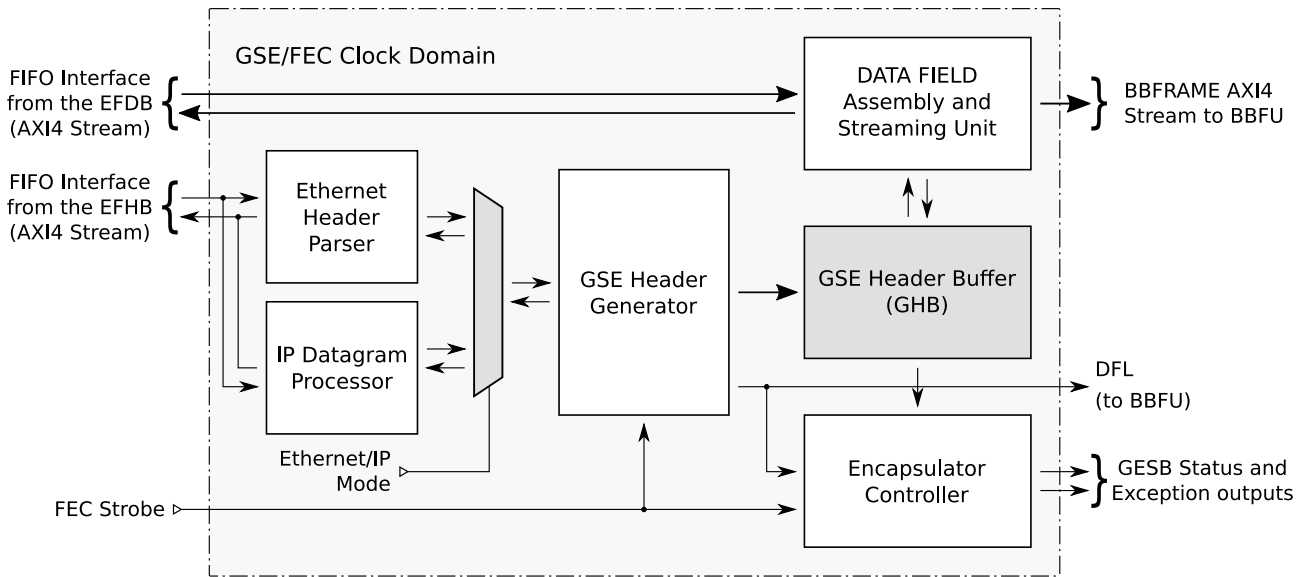 GSE/FEC Clock Domain
FIFO Interface
from the EFDB
(AXI4 Stream)
DATA FIELD
Assembly and
Streaming Unit
BBFRAME AXI4
Stream to BBFU
FIFO Interface
from the EFHB
(AXI4 Stream)
Ethernet
Header
Parser
GSE Header
Generator
GSE Header Buffer
(GHB)
IP Datagram
Processor
DFL
(to BBFU)
Ethernet/IP
Mode
Encapsulator
Controller
GESB Status and
Exception outputs
FEC Strobe